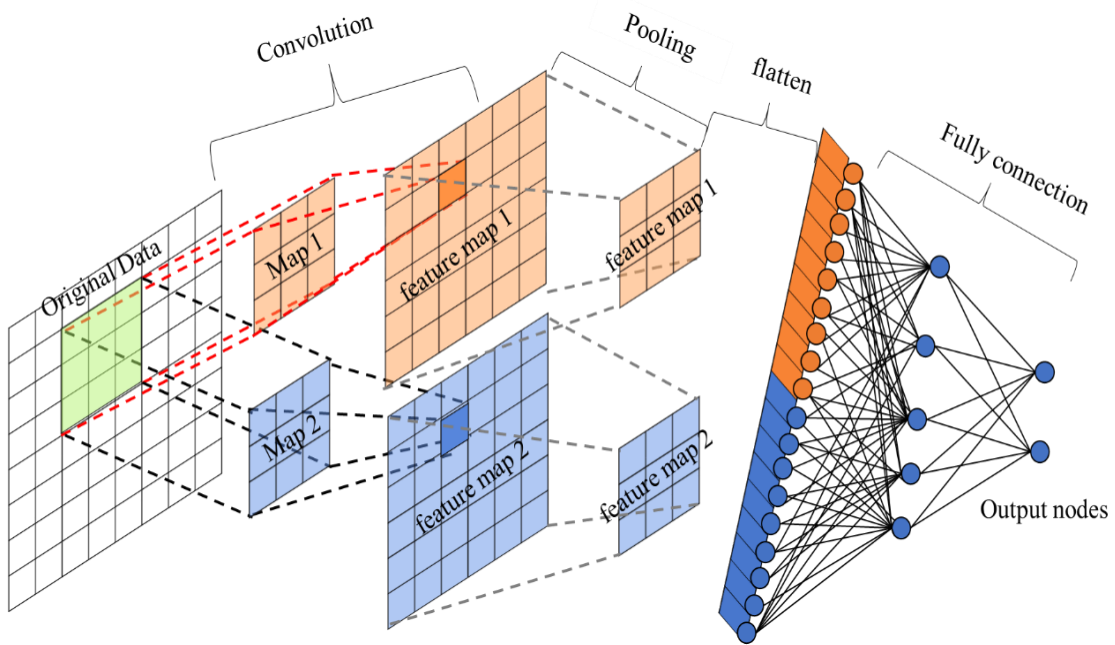 Convolution
Pooling
flatten
Fully connection
Original/Data
Map 1
feature map 1
feature map 1
Map 2
feature map 2
feature map 2
Output nodes